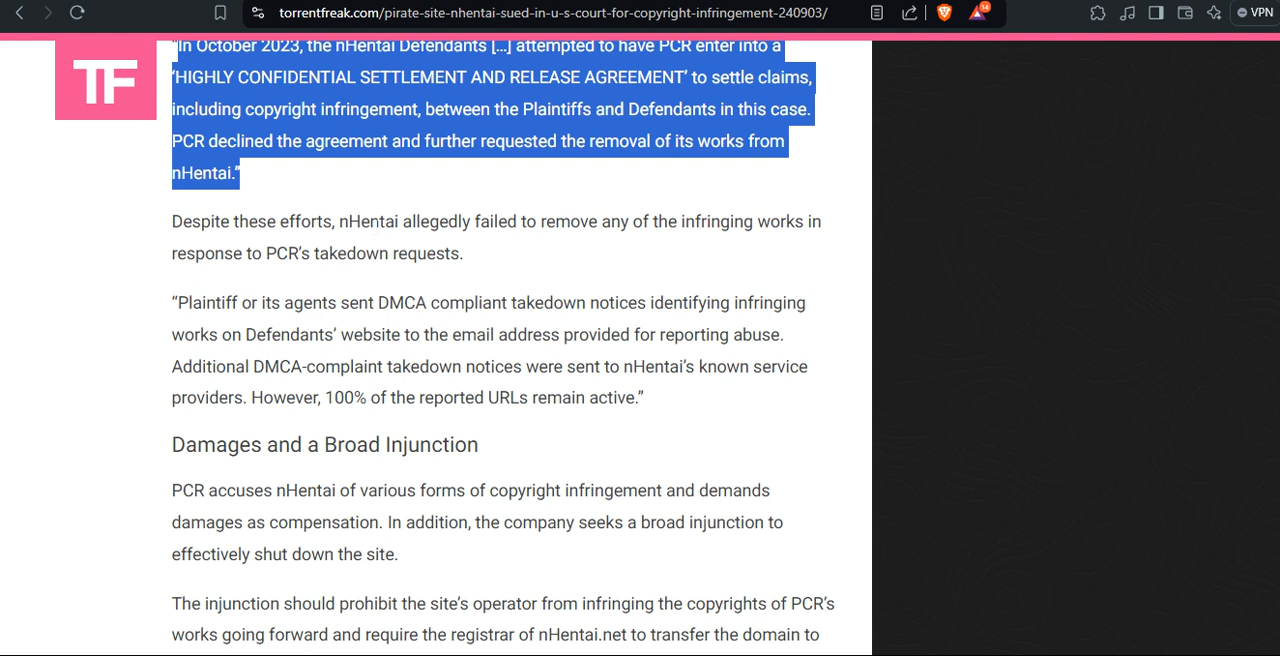 torrentfreak.com/pirate-site-nhentai-sued-in-u-s-court-for-copyright-infringement-240903/
14
VPN
TF
“In October 2023, the nHentai Defendants […] attempted to have PCR enter into a
‘HIGHLY CONFIDENTIAL SETTLEMENT AND RELEASE AGREEMENT’ to settle claims,
including copyright infringement, between the Plaintiffs and Defendants in this case.
PCR declined the agreement and further requested the removal of its works from
nHentai.”
Despite these efforts, nHentai allegedly failed to remove any of the infringing works in
response to PCR’s takedown requests.
“Plaintiff or its agents sent DMCA compliant takedown notices identifying infringing
works on Defendants’ website to the email address provided for reporting abuse.
Additional DMCA-complaint takedown notices were sent to nHentai’s known service
providers. However, 100% of the reported URLs remain active.”
Damages and a Broad Injunction
PCR accuses nHentai of various forms of copyright infringement and demands
damages as compensation. In addition, the company seeks a broad injunction to
effectively shut down the site.
The injunction should prohibit the site’s operator from infringing the copyrights of PCR’s
works going forward and require the registrar of nHentai.net to transfer the domain to